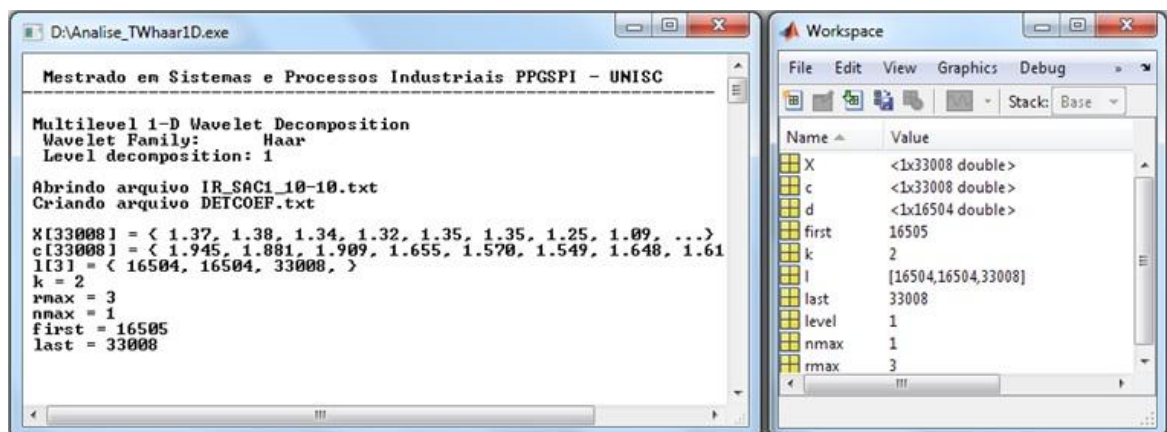 D:\Analise_TWhaar1D.exe
Mestrado em Sistemas e Processos Industriais PPGSPI - UNISC
Multilevel 1-D Wavelet Decomposition
Wavelet Family: Haar
Level decomposition: 1
Abrindo arquivo IR_SAC1_10-10.txt
Criando arquivo DETCOEF.txt
X[33008] = { 1.37, 1.38, 1.34, 1.32, 1.35, 1.35, 1.25, 1.09, ...}
c[33008] = { 1.945, 1.881, 1.909, 1.655, 1.570, 1.549, 1.648, 1.61
l[3] = { 16504, 16504, 33008, }
k = 2
rmax = 3
nmax = 1
first = 16505
last = 33008
Workspace
File Edit View Graphics Debug »
Stack: Base
Name Value
X <1x33008 double>
c <1x33008 double>
d <1x16504 double>
first 16505
k 2
l [16504,16504,33008]
last 33008
level 1
nmax 1
rmax 3